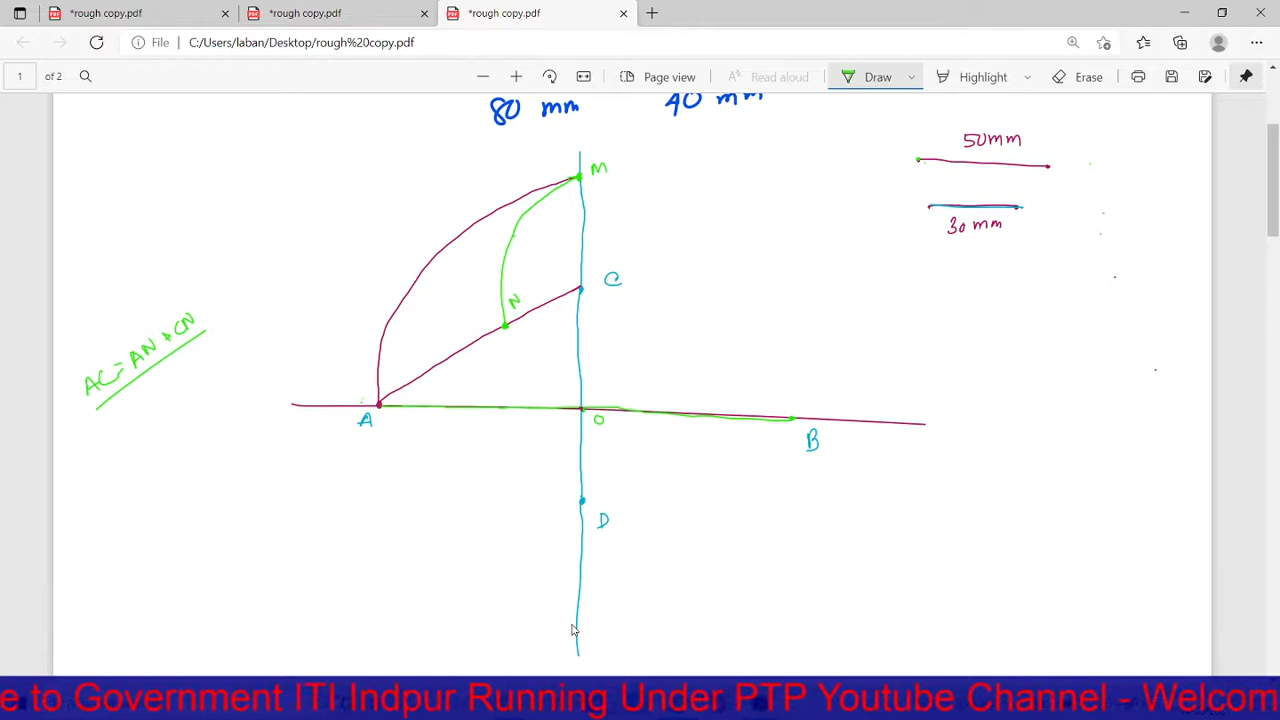 *rough copy.pdf
*rough copy.pdf
*rough copy.pdf
File
C:/Users/laban/Desktop/rough%20copy.pdf
1 of 2
Page view
Read aloud
Draw
Highlight
Erase
80 mm 40 mm
50mm
30 mm
M
C
N
AC= AN + CN
A
O
B
D
e to Government ITI Indpur Running Under PTP Youtube Channel - Welcom